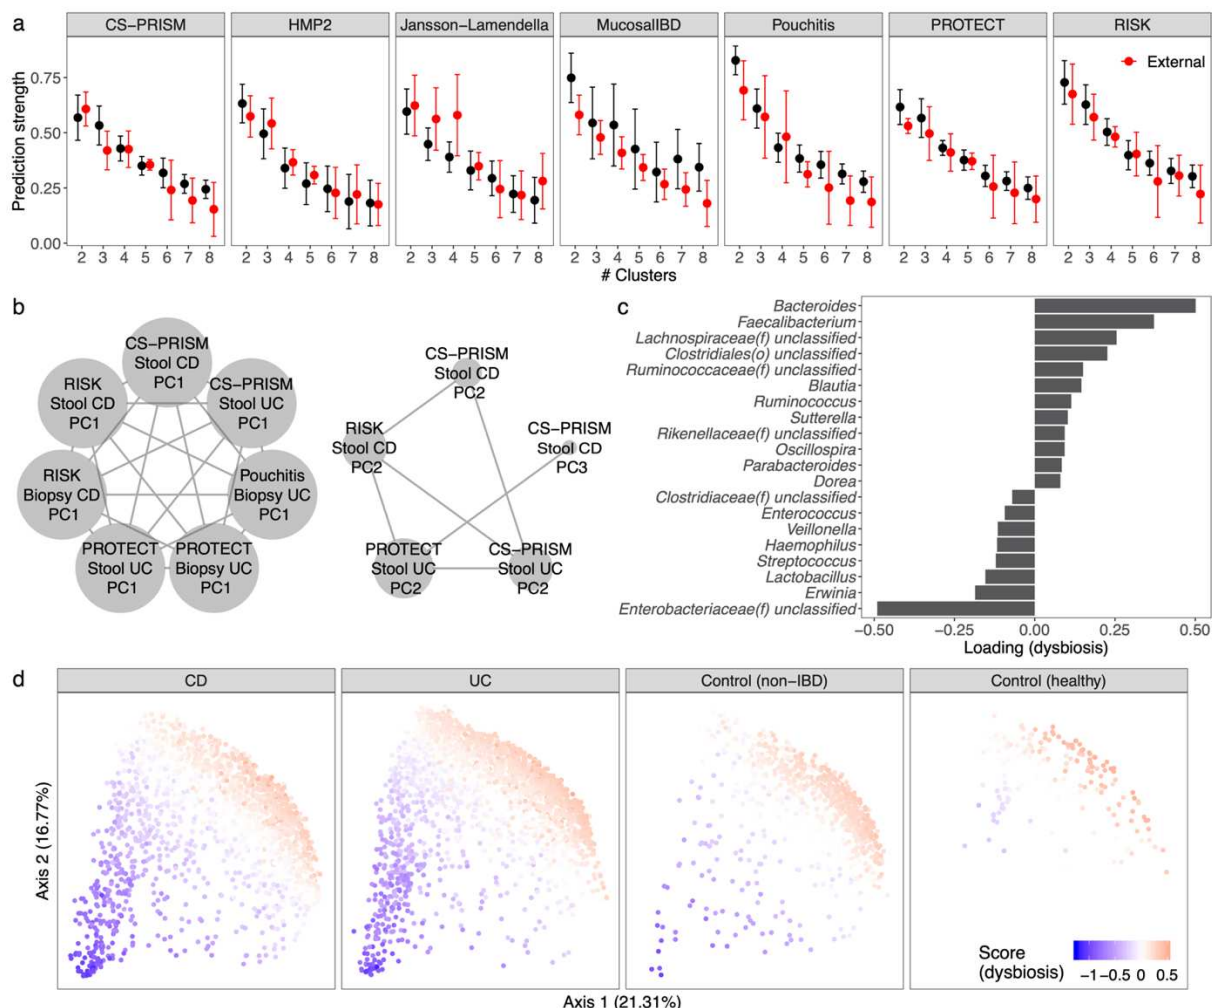 a
CS-PRISM
HMP2
Jansson-Lamendella
MucosalIBD
Pouchitis
PROTECT
RISK
External
Prediction strength
0.75
0.50
0.25
0.00
2 3 4 5 6 7 8
2 3 4 5 6 7 8
2 3 4 5 6 7 8
2 3 4 5 6 7 8
2 3 4 5 6 7 8
2 3 4 5 6 7 8
2 3 4 5 6 7 8
# Clusters
b
CS-PRISM
Stool CD
PC1
CS-PRISM
Stool UC
PC1
Pouchitis
Biopsy UC
PC1
PROTECT
Biopsy UC
PC1
PROTECT
Stool UC
PC1
RISK
Biopsy CD
PC1
RISK
Stool CD
PC1
CS-PRISM
Stool CD
PC2
CS-PRISM
Stool CD
PC3
CS-PRISM
Stool UC
PC2
PROTECT
Stool UC
PC2
RISK
Stool CD
PC2
c
Bacteroides
Faecalibacterium
Lachnospiraceae(f) unclassified
Clostridiales(o) unclassified
Ruminococcaceae(f) unclassified
Blautia
Ruminococcus
Sutterella
Rikenellaceae(f) unclassified
Oscillospira
Parabacteroides
Dorea
Clostridiaceae(f) unclassified
Enterococcus
Veillonella
Haemophilus
Streptococcus
Lactobacillus
Erwinia
Enterobacteriaceae(f) unclassified
-0.50 -0.25 0.00 0.25 0.50
Loading (dysbiosis)
d
CD
UC
Control (non-IBD)
Control (healthy)
Axis 2 (16.77%)
Score
(dysbiosis)
-1 -0.5 0 0.5
Axis 1 (21.31%)